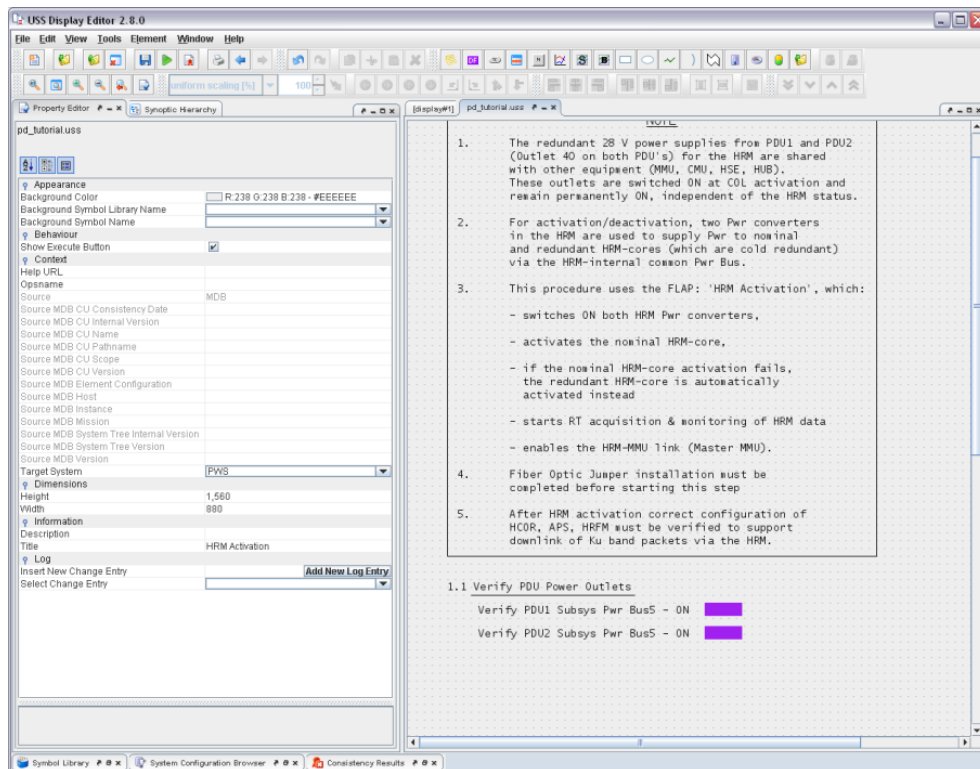 USS Display Editor 2.8.0
File Edit View Tools Element Window Help
uniform scaling [%] 100
Property Editor Synoptic Hierarchy
[display#1] pd_tutorial.uss
pd_tutorial.uss
Appearance
Background Color R:238 G:238 B:238 - #EEEEEE
Background Symbol Library Name
Background Symbol Name
Behaviour
Show Execute Button
Context
Help URL
Opsname
Source MDB
Source MDB CU Consistency Date
Source MDB CU Internal Version
Source MDB CU Name
Source MDB CU Pathname
Source MDB CU Scope
Source MDB CU Version
Source MDB Element Configuration
Source MDB Host
Source MDB Instance
Source MDB Mission
Source MDB System Tree Internal Version
Source MDB System Tree Version
Source MDB Version
Target System PWS
Dimensions
Height 1,560
Width 880
Information
Description
Title HRM Activation
Log
Insert New Change Entry Add New Log Entry
Select Change Entry
NOTE
1. The redundant 28 V power supplies from PDU1 and PDU2
(Outlet 40 on both PDU's) for the HRM are shared
with other equipment (MMU, CMU, HSE, HUB).
These outlets are switched ON at COL activation and
remain permanently ON, independent of the HRM status.
2. For activation/deactivation, two Pwr converters
in the HRM are used to supply Pwr to nominal
and redundant HRM-cores (which are cold redundant)
via the HRM-internal common Pwr Bus.
3. This procedure uses the FLAP: 'HRM Activation', which:
- switches ON both HRM Pwr converters,
- activates the nominal HRM-core,
- if the nominal HRM-core activation fails,
the redundant HRM-core is automatically
activated instead
- starts RT acquisition & monitoring of HRM data
- enables the HRM-MMU link (Master MMU).
4. Fiber Optic Jumper installation must be
completed before starting this step
5. After HRM activation correct configuration of
HCOR, APS, HRFM must be verified to support
downlink of Ku band packets via the HRM.
1.1 Verify PDU Power Outlets
Verify PDU1 Subsys Pwr Bus5 - ON
Verify PDU2 Subsys Pwr Bus5 - ON
Symbol Library System Configuration Browser Consistency Results